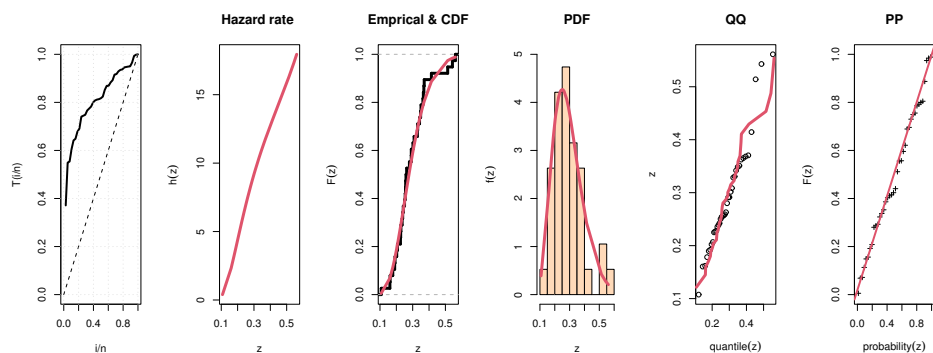 Hazard rate
Emprical & CDF
PDF
QQ
PP
T(i/n)
0.0 0.2 0.4 0.6 0.8 1.0
0.0 0.4 0.8
i/n
h(z)
0 5 10 15
0.1 0.3 0.5
z
F(z)
0.0 0.2 0.4 0.6 0.8 1.0
0.1 0.3 0.5
z
f(z)
0 1 2 3 4 5
0.1 0.3 0.5
z
z
0.1 0.2 0.3 0.4 0.5
0.2 0.4
quantile(z)
F(z)
0.0 0.2 0.4 0.6 0.8 1.0
0.0 0.4 0.8
probability(z)